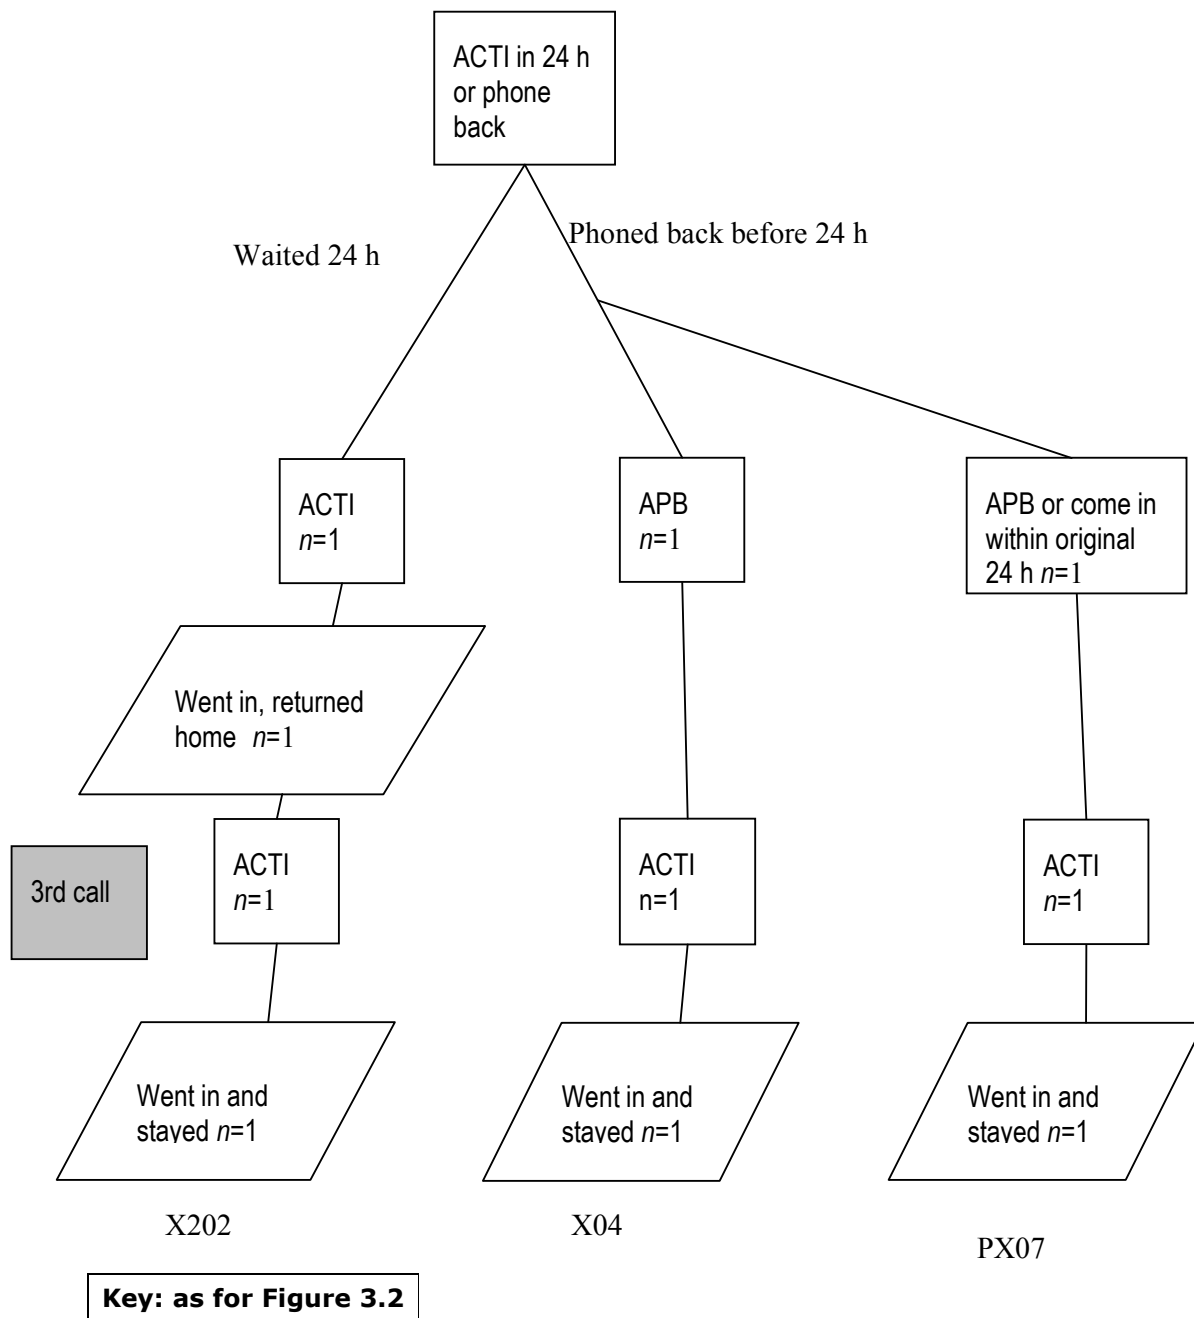 ACTI in 24 h
or phone
back
Waited 24 h
Phoned back before 24 h
ACTI
n=1
APB
n=1
APB or come in
within original
24 h n=1
Went in, returned
home n=1
3rd call
ACTI
n=1
ACTI
n=1
ACTI
n=1
Went in and
stayed n=1
Went in and
stayed n=1
Went in and
stayed n=1
X202
X04
PX07
Key: as for Figure 3.2